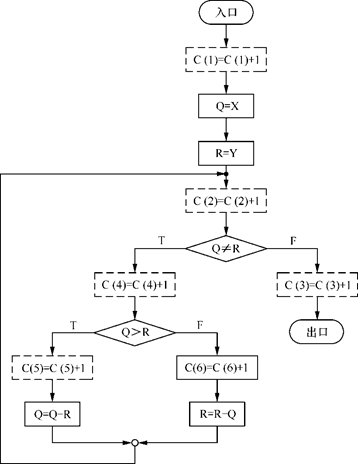 入口
C (1)=C (1)+1
Q=X
R=Y
C (2)=C (2)+1
T
Q≠R
F
C (4)=C (4)+1
C (3)=C (3)+1
T
Q>R
F
出口
C(5)=C (5)+1
C(6)=C (6)+1
Q=Q-R
R=R-Q